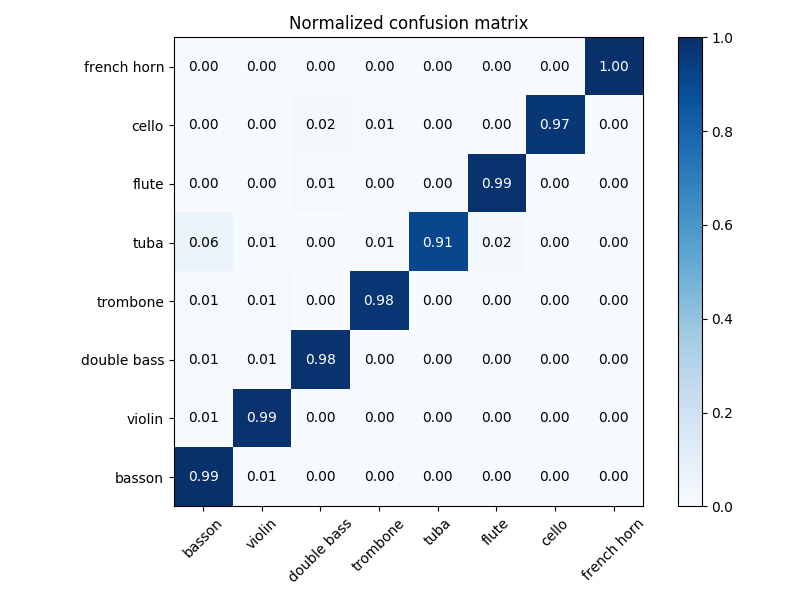 Normalized confusion matrix
french horn 0.00 0.00 0.00 0.00 0.00 0.00 0.00 1.00
cello 0.00 0.00 0.02 0.01 0.00 0.00 0.97 0.00
flute 0.00 0.00 0.01 0.00 0.00 0.99 0.00 0.00
tuba 0.06 0.01 0.00 0.01 0.91 0.02 0.00 0.00
trombone 0.01 0.01 0.00 0.98 0.00 0.00 0.00 0.00
double bass 0.01 0.01 0.98 0.00 0.00 0.00 0.00 0.00
violin 0.01 0.99 0.00 0.00 0.00 0.00 0.00 0.00
basson 0.99 0.01 0.00 0.00 0.00 0.00 0.00 0.00
basson violin double bass trombone tuba flute cello french horn
1.0
0.8
0.6
0.4
0.2
0.0